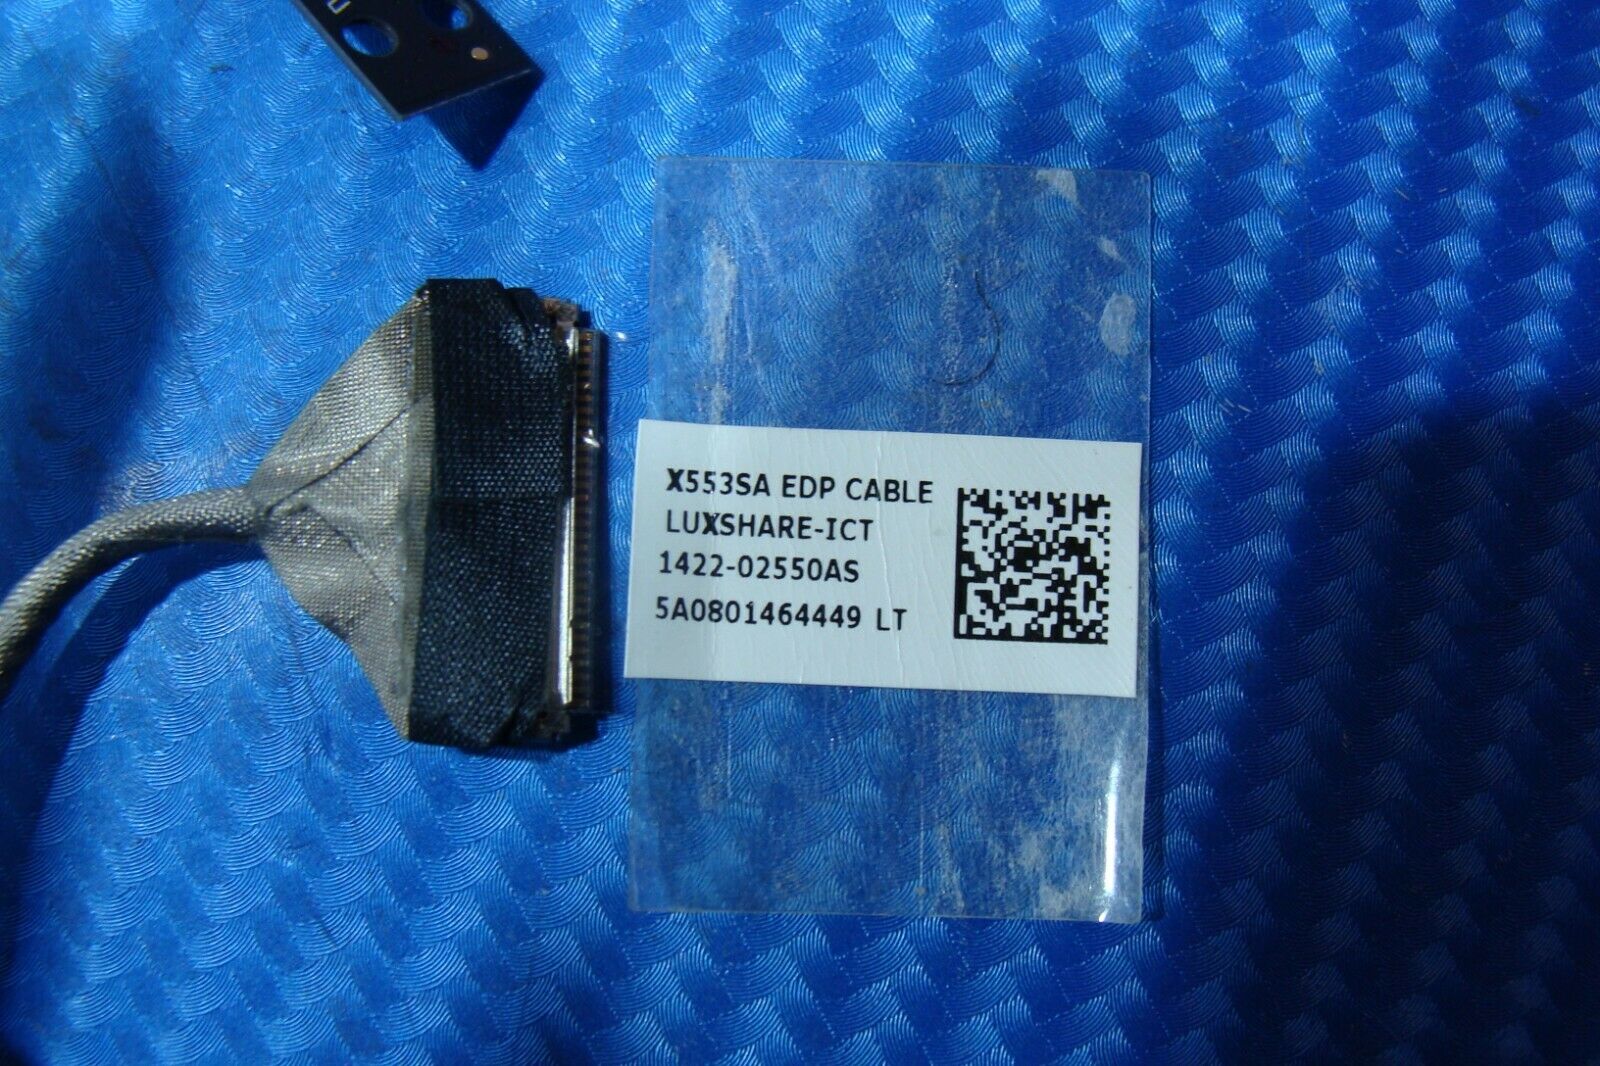 X553SA EDP CABLE
LUXSHARE-ICT
1422-02550AS
5A0801464449 LT